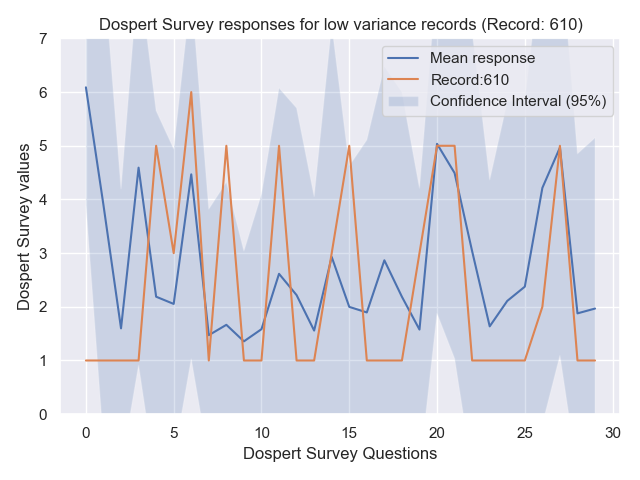 Dospert Survey responses for low variance records (Record: 610)
7
6
5
4
3
2
1
0
Dospert Survey values
Mean response
Record:610
Confidence Interval (95%)
0 5 10 15 20 25 30
Dospert Survey Questions